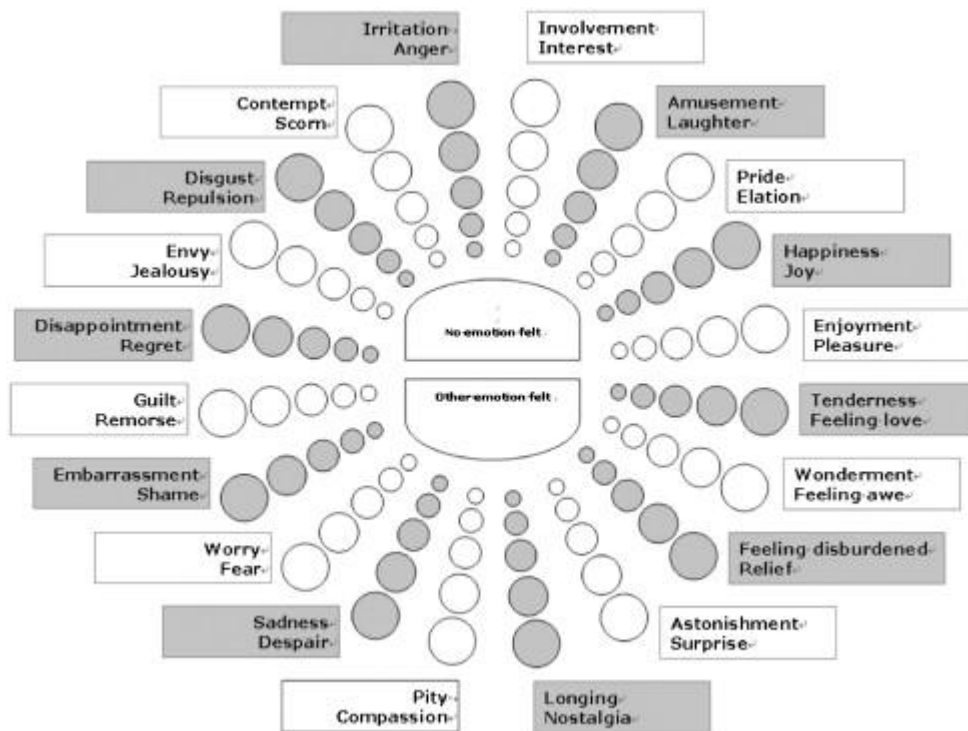 Irritation
Anger
Involvement
Interest
Contempt
Scorn
Amusement
Laughter
Disgust
Repulsion
Pride
Elation
Envy
Jealousy
Happiness
Joy
Disappointment
Regret
No emotion felt
Enjoyment
Pleasure
Guilt
Remorse
Other emotion felt
Tenderness
Feeling love
Embarrassment
Shame
Wonderment
Feeling awe
Worry
Fear
Feeling disburdened
Relief
Sadness
Despair
Astonishment
Surprise
Pity
Compassion
Longing
Nostalgia